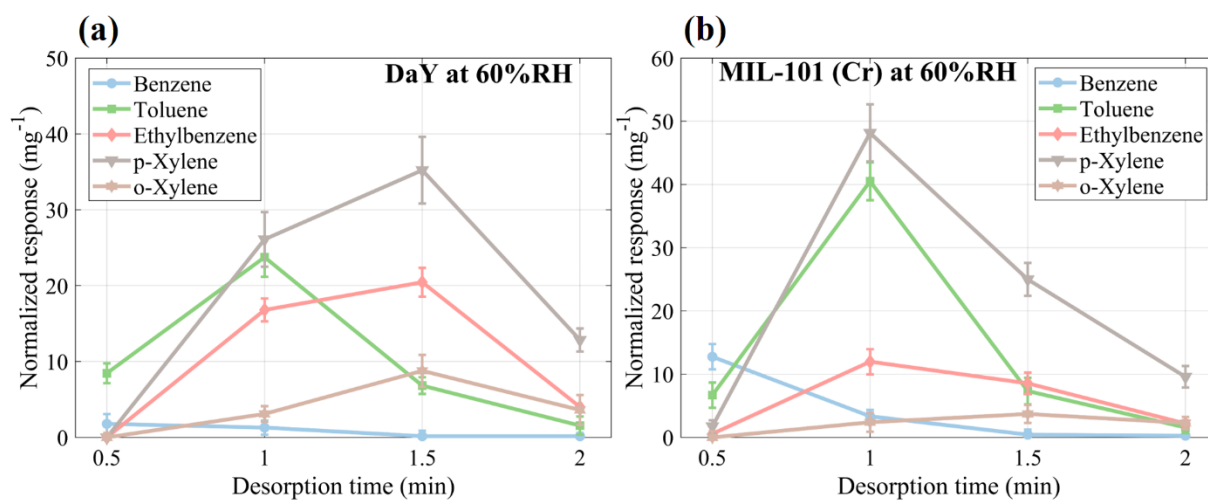 (a)
DaY at 60%RH
Benzene
Toluene
Ethylbenzene
p-Xylene
o-Xylene
Normalized response (mg⁻¹)
50
40
30
20
10
0
0.5
1
1.5
2
Desorption time (min)
(b)
MIL-101 (Cr) at 60%RH
Benzene
Toluene
Ethylbenzene
p-Xylene
o-Xylene
Normalized response (mg⁻¹)
60
50
40
30
20
10
0
0.5
1
1.5
2
Desorption time (min)